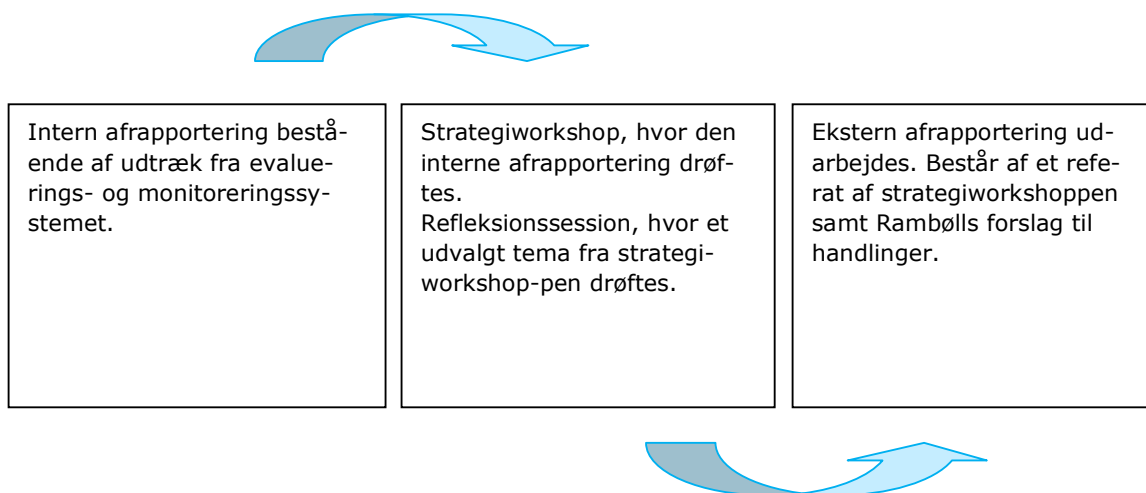 Intern afrapportering bestå-
ende af udtræk fra evalue-
rings- og monitoreringssy-
stemet.
Strategiworkshop, hvor den
interne afrapportering drøf-
tes.
Refleksionssession, hvor et
udvalgt tema fra strategi-
workshop-pen drøftes.
Ekstern afrapportering ud-
arbejdes. Består af et refe-
rat af strategiworkshoppen
samt Rambølls forslag til
handlinger.